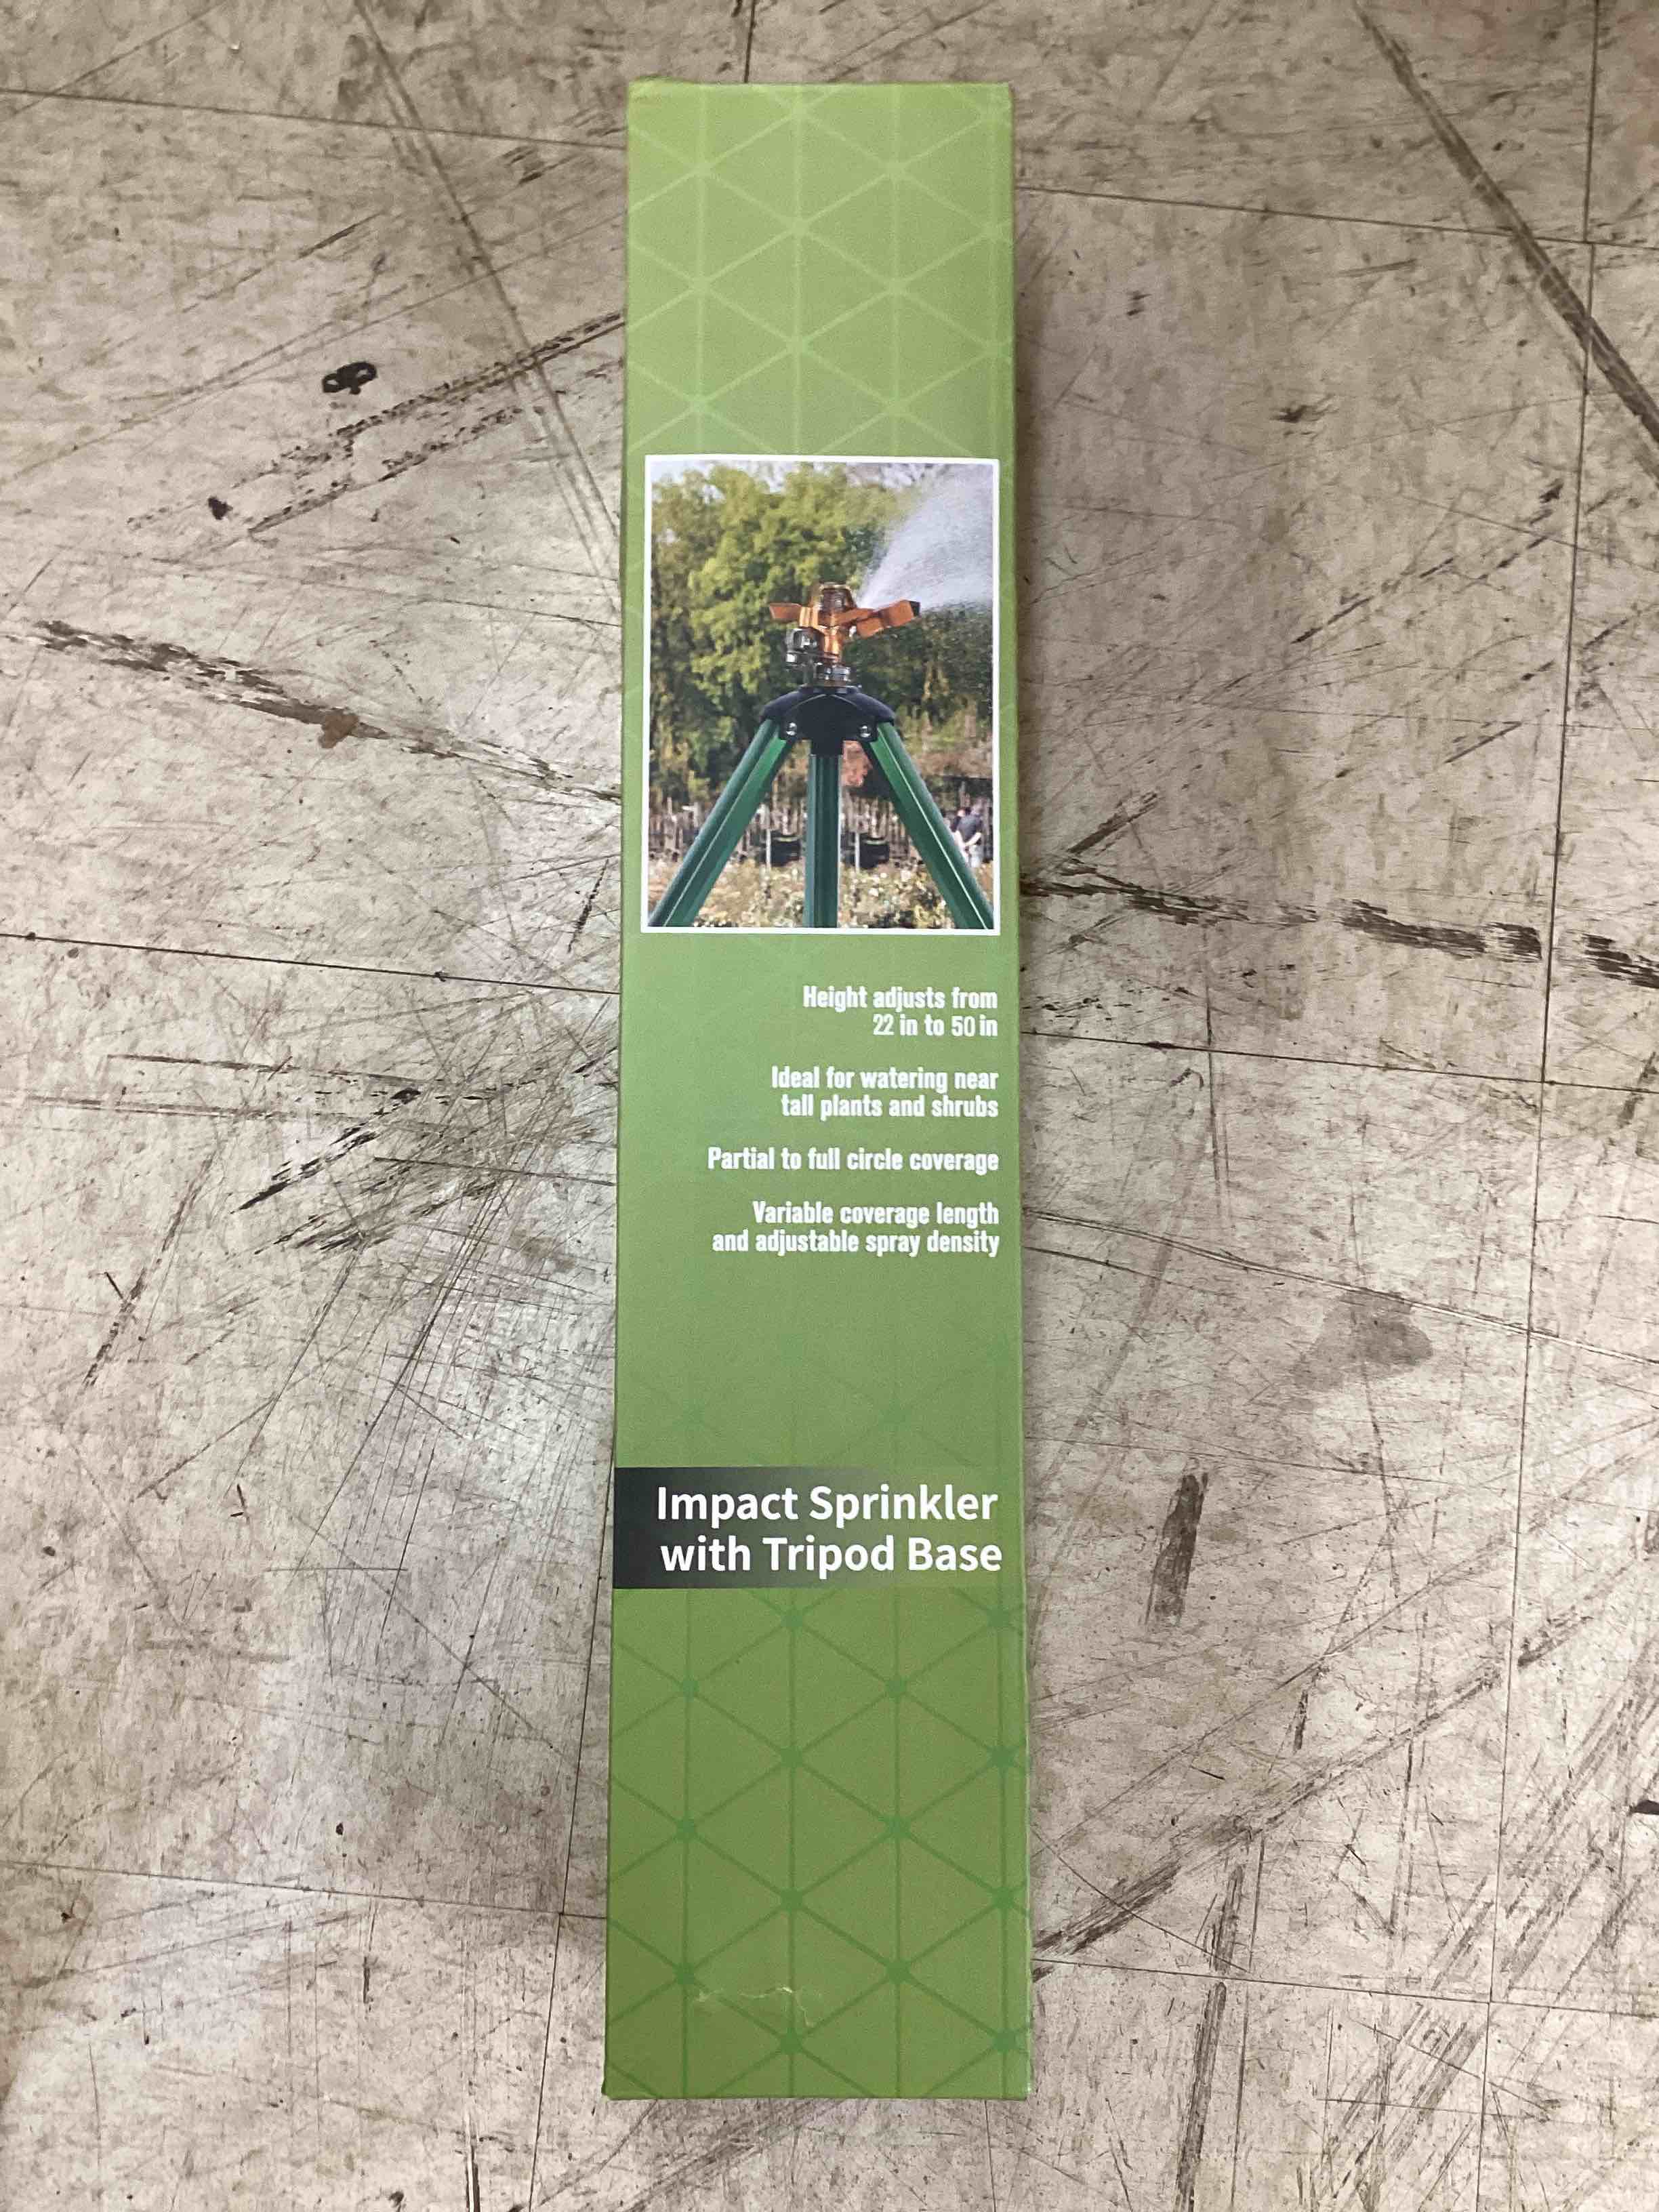 Height adjusts from
22 in to 50 in
Ideal for watering near
tall plants and shrubs
Partial to full circle coverage
Variable coverage length
and adjustable spray density
Impact Sprinkler
with Tripod Base